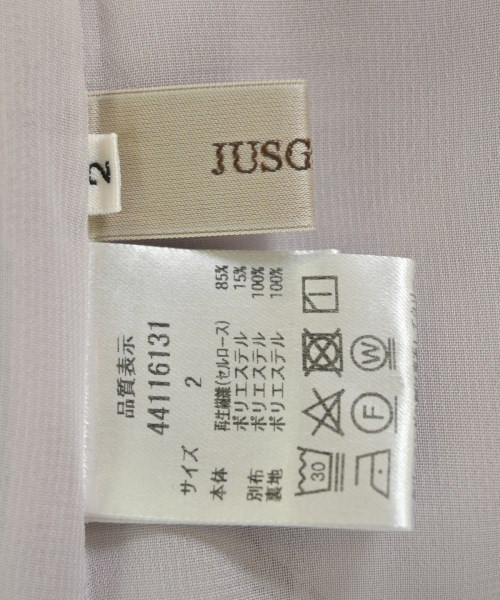 JUSG
2
品質表示
44116131
サイズ 2
本体 再生繊維(セルロース) 85%
ポリエステル 15%
別布 ポリエステル 100%
裏地 ポリエステル 100%
30
W
F